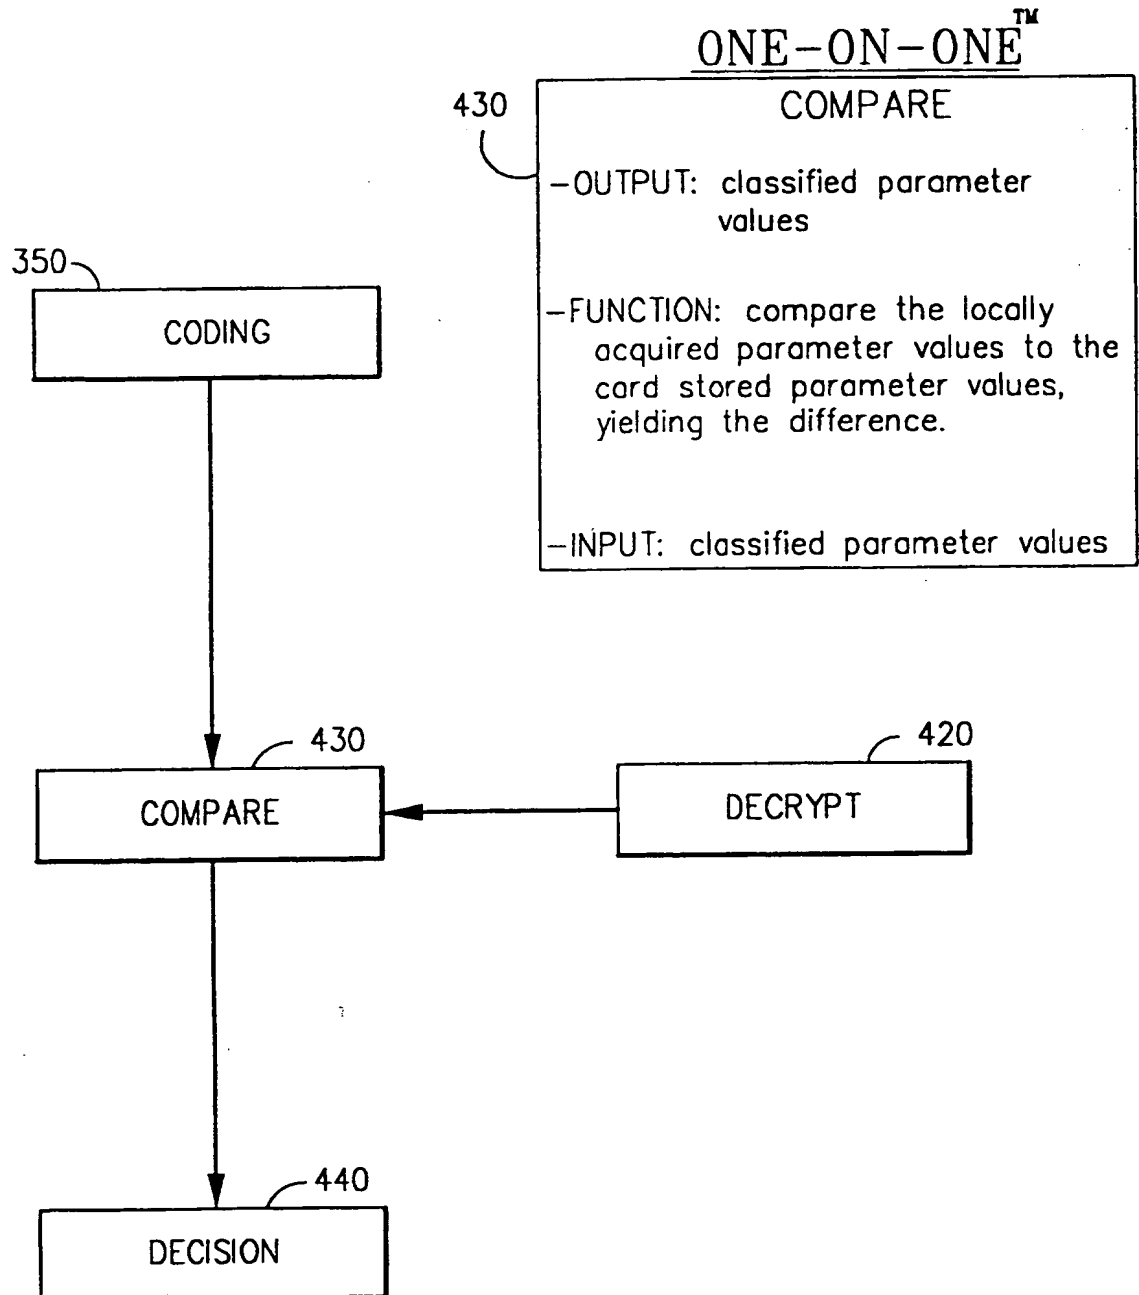 ONE-ON-ONE™
430
COMPARE
-OUTPUT: classified parameter
values
-FUNCTION: compare the locally
acquired parameter values to the
card stored parameter values,
yielding the difference.
-INPUT: classified parameter values
350
CODING
430
COMPARE
420
DECRYPT
440
DECISION